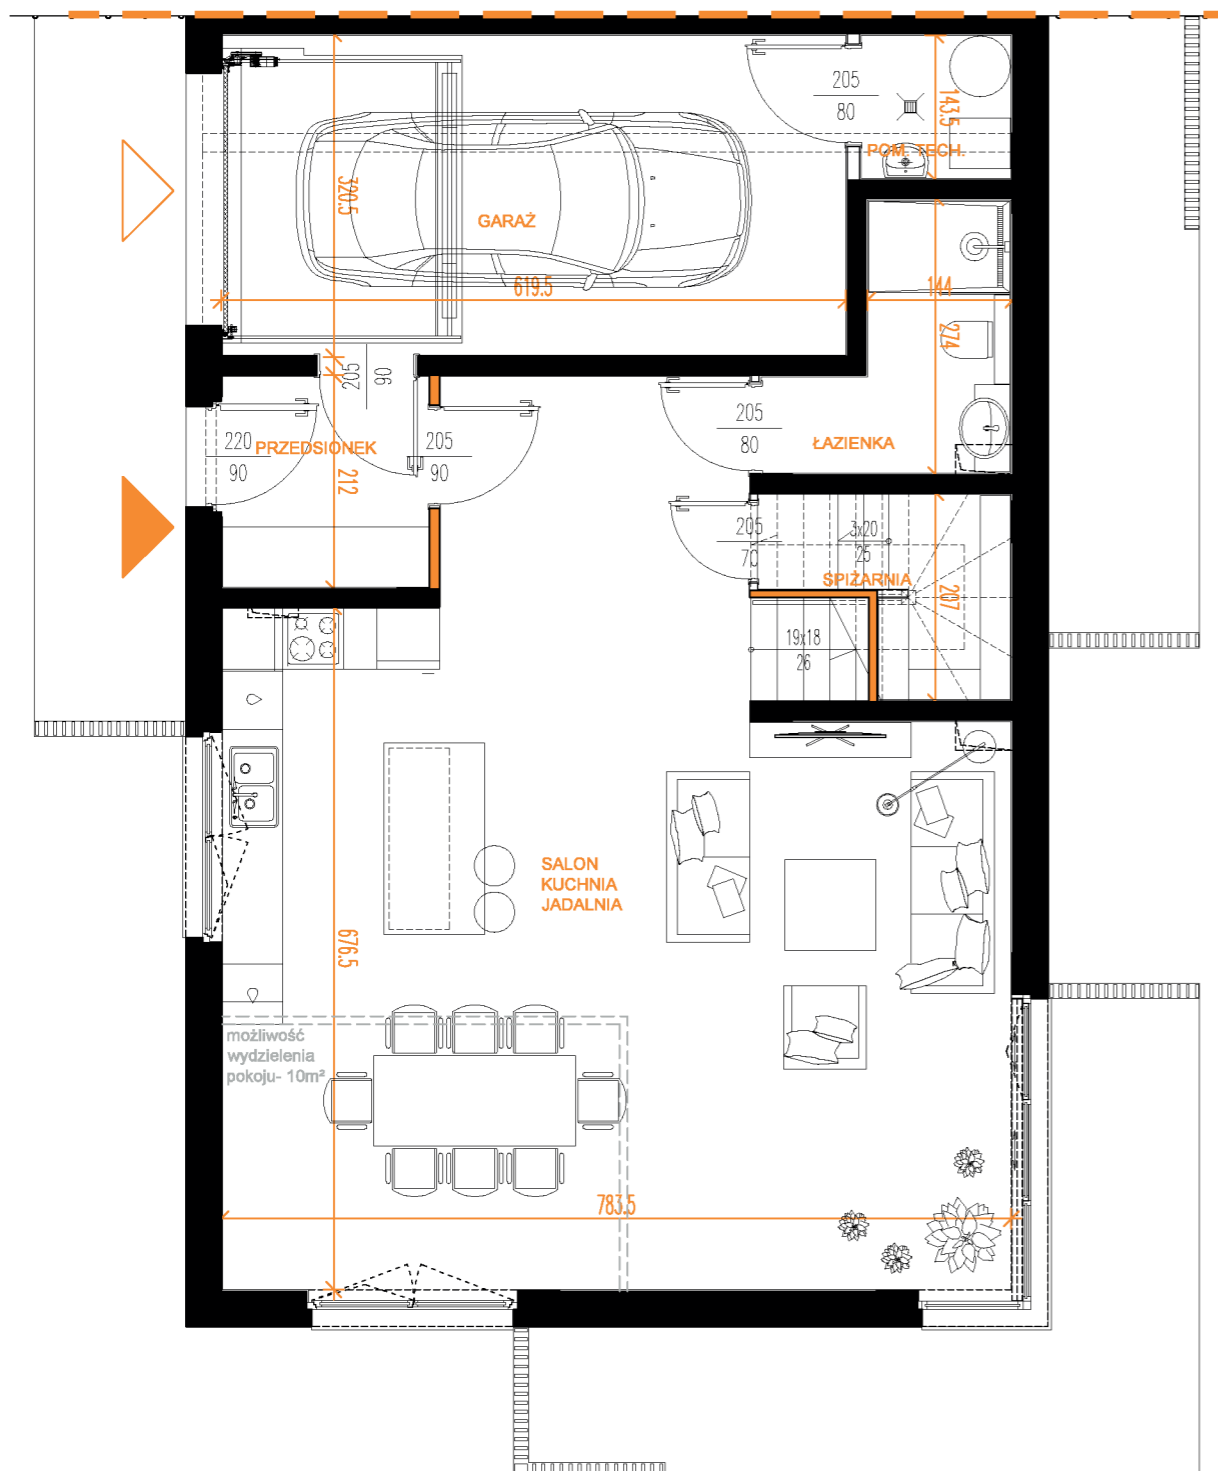 205
80
143.5
POM. TECH.
320.5
GARAŻ
619.5
144
274
205
90
205
80
ŁAZIENKA
220
90
PRZEDSIONEK
205
90
212
205
70
3x20
25
SPIŻARNIA
207
19x18
26
SALON
KUCHNIA
JADALNIA
676.5
możliwość
wydzielenia
pokoju- 10m²
783.5